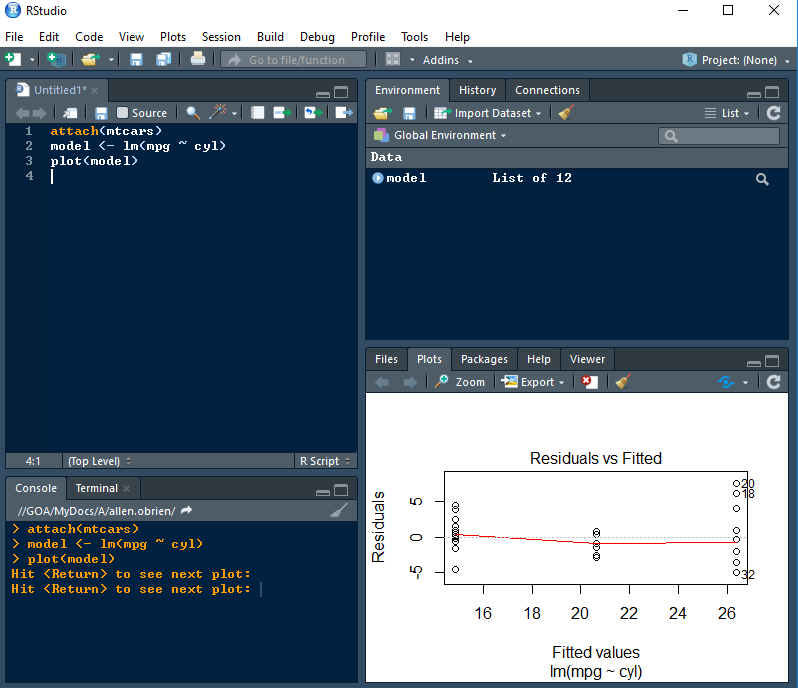 RStudio
File Edit Code View Plots Session Build Debug Profile Tools Help
Go to file/function Addins Project: (None)
Untitled1*
Source
1 attach(mtcars)
2 model <- lm(mpg ~ cyl)
3 plot(model)
4
4:1 (Top Level) R Script
Console Terminal
//GOA/MyDocs/A/allen.obrien/
> attach(mtcars)
> model <- lm(mpg ~ cyl)
> plot(model)
Hit <Return> to see next plot:
Hit <Return> to see next plot:
Environment History Connections
Import Dataset List
Global Environment
Data
model List of 12
Files Plots Packages Help Viewer
Zoom Export
Residuals vs Fitted
Residuals
5
0
-5
20
18
32
16 18 20 22 24 26
Fitted values
lm(mpg ~ cyl)